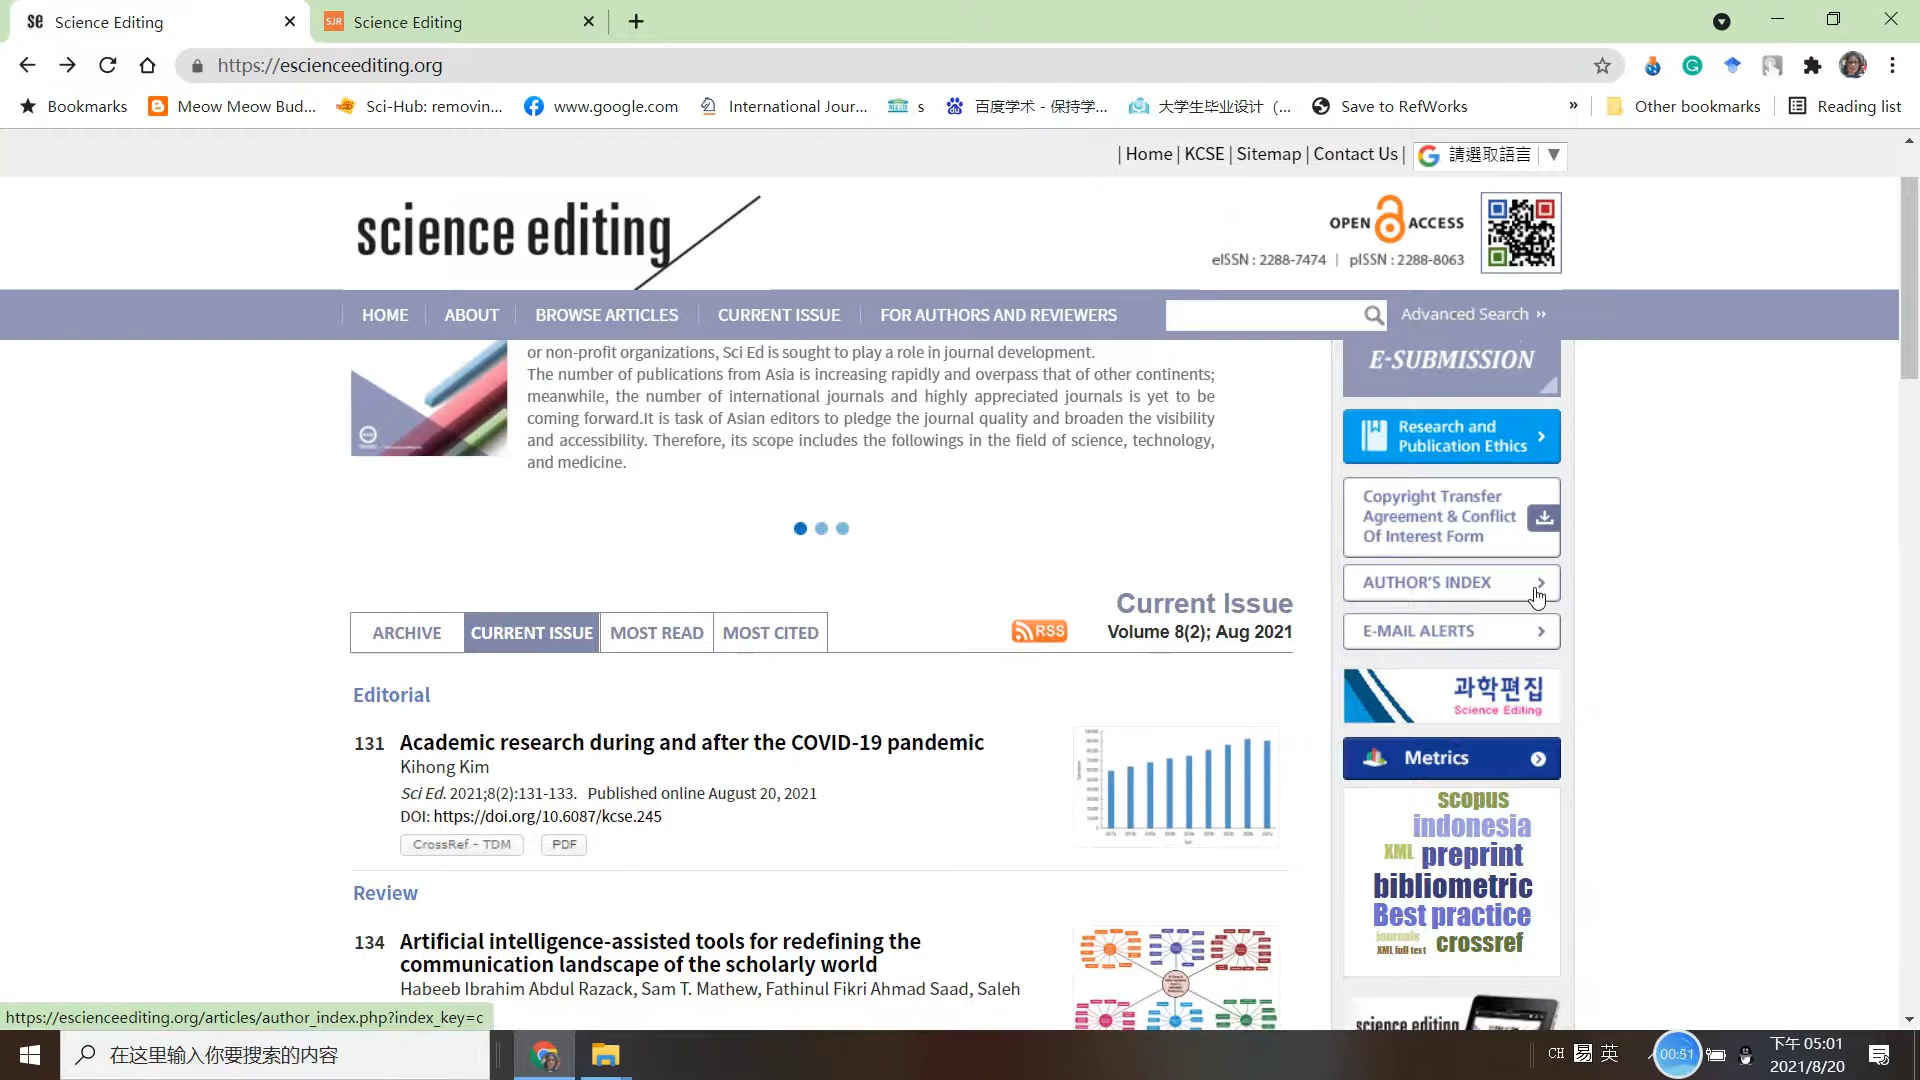 Science Editing
SJR
Science Editing
https://escienceediting.org
Bookmarks
Meow Meow Bud...
Sci-Hub: removin...
www.google.com
International Jour...
s
百度学术 - 保持学...
大学生毕业设计（...
Save to RefWorks
»
Other bookmarks
Reading list
| Home | KCSE | Sitemap | Contact Us |
請選取語言
science editing
OPEN ACCESS
eISSN : 2288-7474 | pISSN : 2288-8063
HOME
ABOUT
BROWSE ARTICLES
CURRENT ISSUE
FOR AUTHORS AND REVIEWERS
Advanced Search
or non-profit organizations, Sci Ed is sought to play a role in journal development.
The number of publications from Asia is increasing rapidly and overpass that of other continents;
meanwhile, the number of international journals and highly appreciated journals is yet to be
coming forward.It is task of Asian editors to pledge the journal quality and broaden the visibility
and accessibility. Therefore, its scope includes the followings in the field of science, technology,
and medicine.
E-SUBMISSION
Research and
Publication Ethics
Copyright Transfer
Agreement & Conflict
Of Interest Form
AUTHOR'S INDEX
E-MAIL ALERTS
과학편집
Science Editing
Metrics
scopus
indonesia
XML preprint
bibliometric
Best practice
journals
XML full text crossref
science editing
ARCHIVE
CURRENT ISSUE
MOST READ
MOST CITED
RSS
Current Issue
Volume 8(2); Aug 2021
Editorial
131 Academic research during and after the COVID-19 pandemic
Kihong Kim
Sci Ed. 2021;8(2):131-133. Published online August 20, 2021
DOI: https://doi.org/10.6087/kcse.245
CrossRef - TDM
PDF
Review
134 Artificial intelligence-assisted tools for redefining the
communication landscape of the scholarly world
Habeeb Ibrahim Abdul Razack, Sam T. Mathew, Fathinul Fikri Ahmad Saad, Saleh
https://escienceediting.org/articles/author_index.php?index_key=c
在这里输入你要搜索的内容
CH 易 英
00:51
下午 05:01
2021/8/20